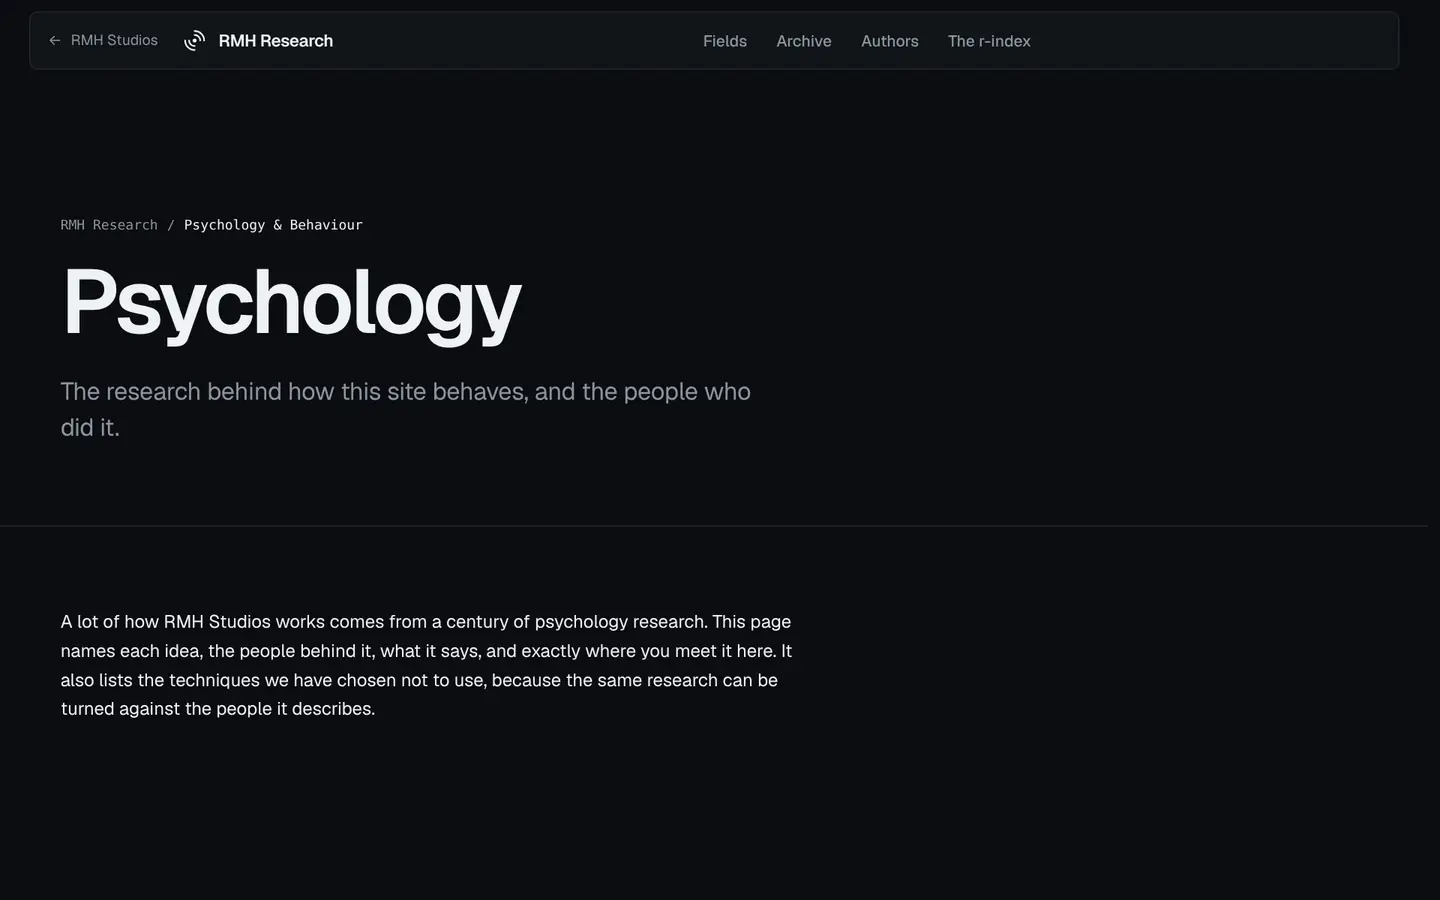 ← RMH Studios RMH Research Fields Archive Authors The r-index
RMH Research / Psychology & Behaviour
Psychology
The research behind how this site behaves, and the people who
did it.
A lot of how RMH Studios works comes from a century of psychology research. This page
names each idea, the people behind it, what it says, and exactly where you meet it here. It
also lists the techniques we have chosen not to use, because the same research can be
turned against the people it describes.